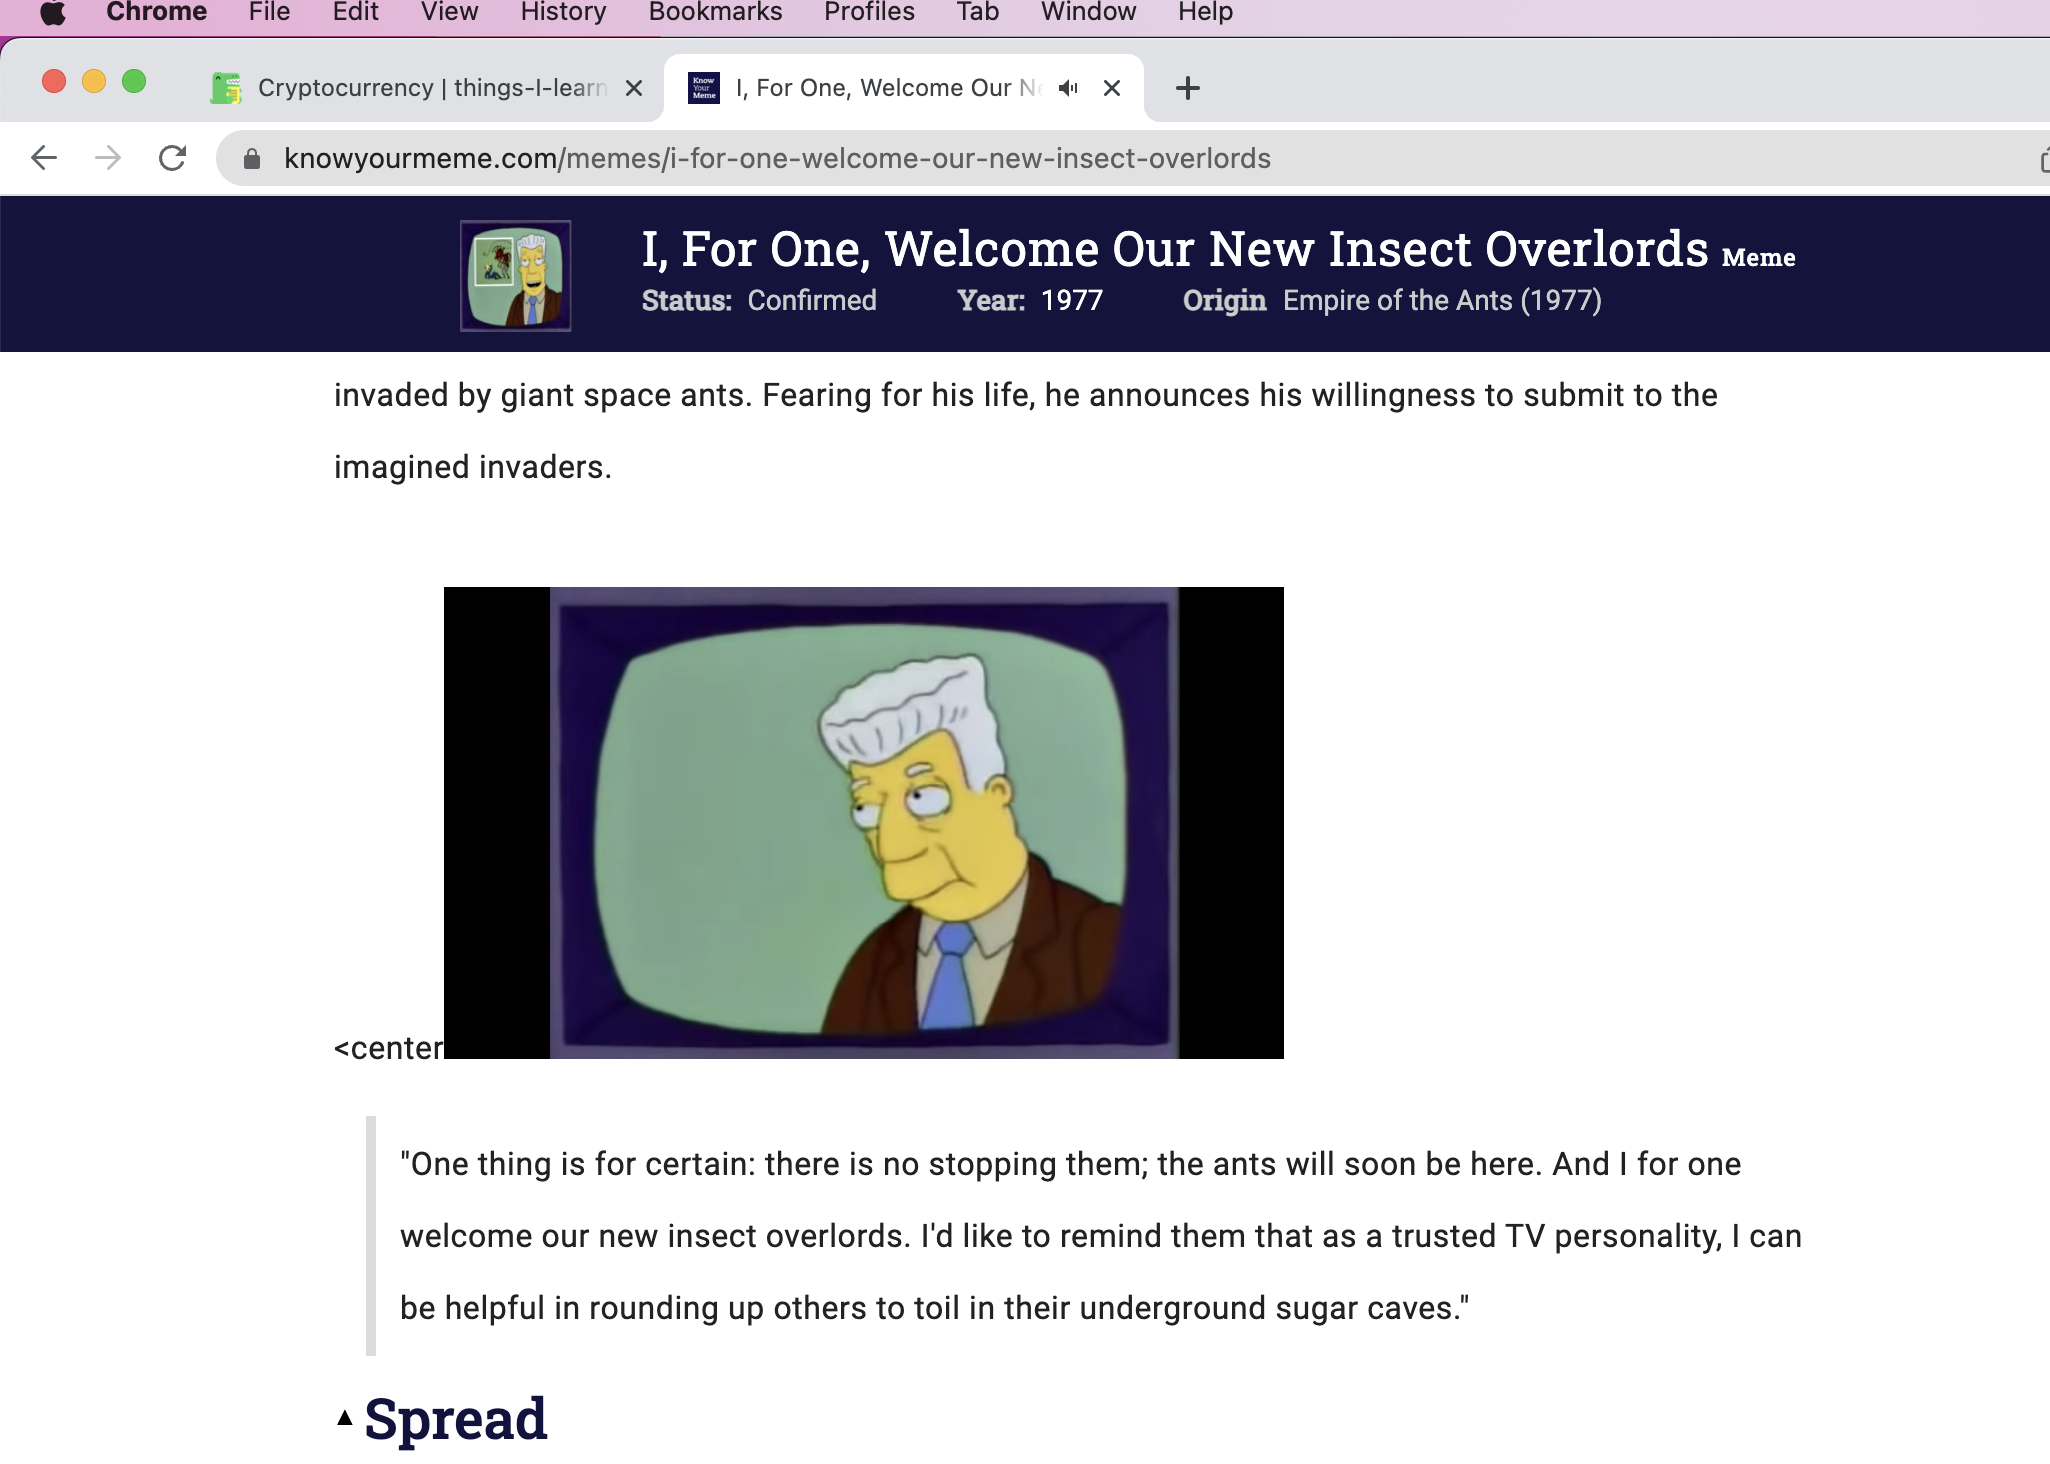 Chrome File Edit View History Bookmarks Profiles Tab Window Help
Cryptocurrency | things-I-learn
Know Your Meme
I, For One, Welcome Our Ne
knowyourmeme.com/memes/i-for-one-welcome-our-new-insect-overlords
I, For One, Welcome Our New Insect Overlords Meme
Status: Confirmed Year: 1977 Origin Empire of the Ants (1977)
invaded by giant space ants. Fearing for his life, he announces his willingness to submit to the
imagined invaders.
<center
"One thing is for certain: there is no stopping them; the ants will soon be here. And I for one
welcome our new insect overlords. I'd like to remind them that as a trusted TV personality, I can
be helpful in rounding up others to toil in their underground sugar caves."
Spread